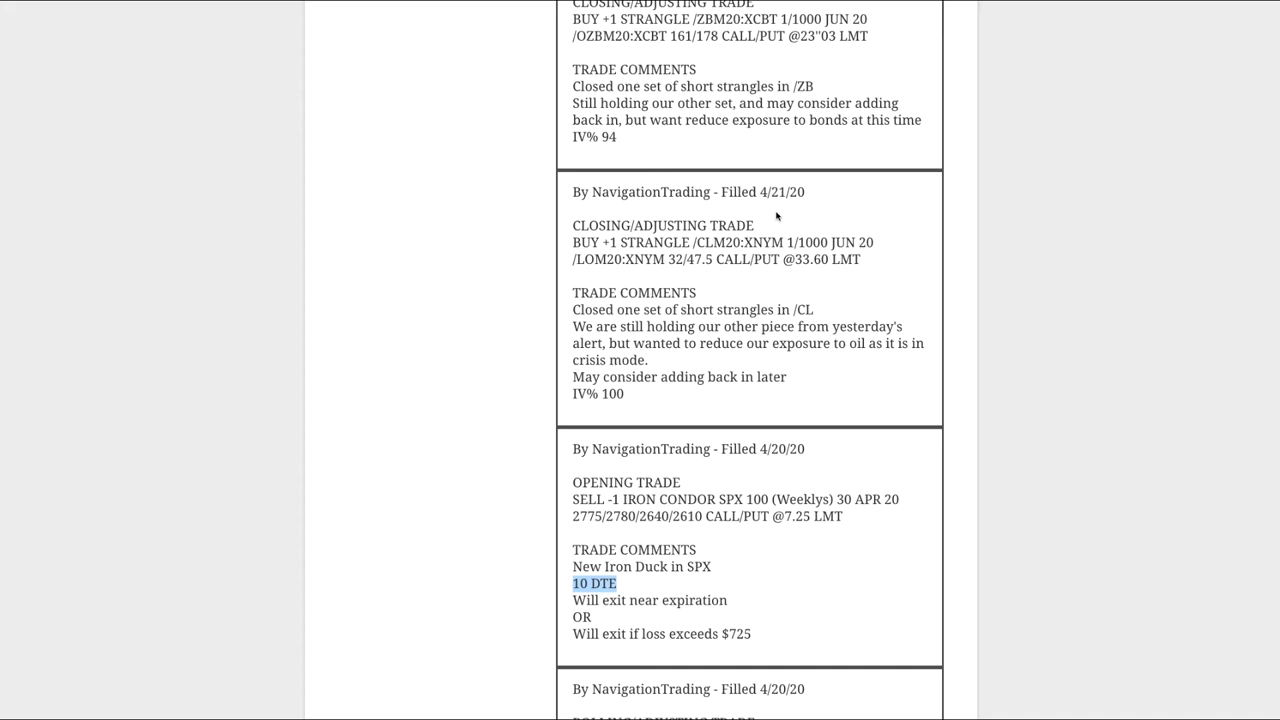 CLOSING/ADJUSTING TRADE
BUY +1 STRANGLE /ZBM20:XCBT 1/1000 JUN 20
/OZBM20:XCBT 161/178 CALL/PUT @23"03 LMT
TRADE COMMENTS
Closed one set of short strangles in /ZB
Still holding our other set, and may consider adding
back in, but want reduce exposure to bonds at this time
IV% 94
By NavigationTrading - Filled 4/21/20
CLOSING/ADJUSTING TRADE
BUY +1 STRANGLE /CLM20:XNYM 1/1000 JUN 20
/LOM20:XNYM 32/47.5 CALL/PUT @33.60 LMT
TRADE COMMENTS
Closed one set of short strangles in /CL
We are still holding our other piece from yesterday's
alert, but wanted to reduce our exposure to oil as it is in
crisis mode.
May consider adding back in later
IV% 100
By NavigationTrading - Filled 4/20/20
OPENING TRADE
SELL -1 IRON CONDOR SPX 100 (Weeklys) 30 APR 20
2775/2780/2640/2610 CALL/PUT @7.25 LMT
TRADE COMMENTS
New Iron Duck in SPX
10 DTE
Will exit near expiration
OR
Will exit if loss exceeds $725
By NavigationTrading - Filled 4/20/20
ROLLING/ADJUSTING TRADE